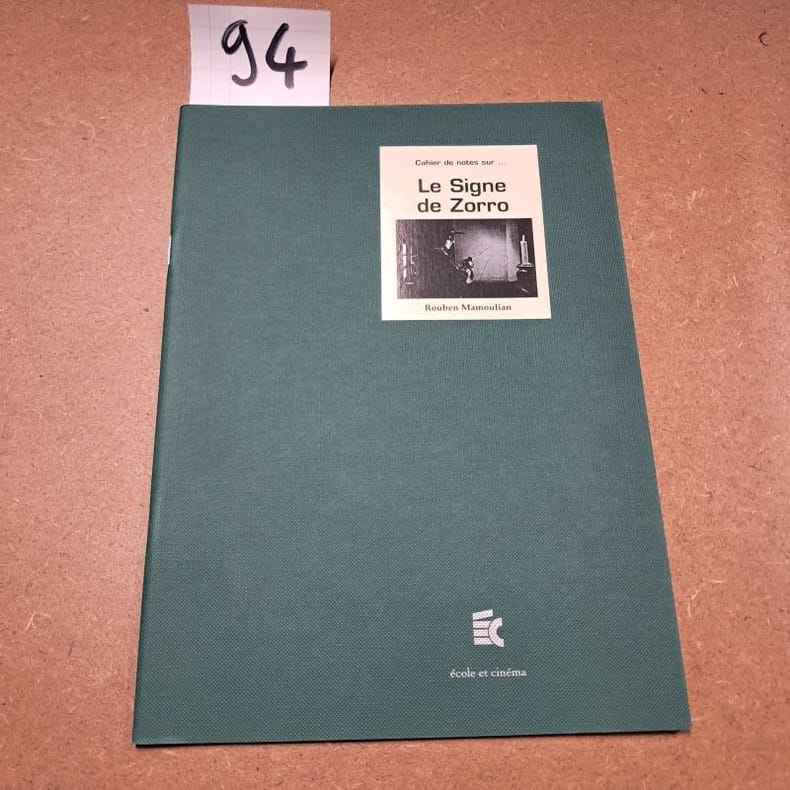 94
Cahier de notes sur ...
Le Signe
de Zorro
Rouben Mamoulian
EC
école et cinéma